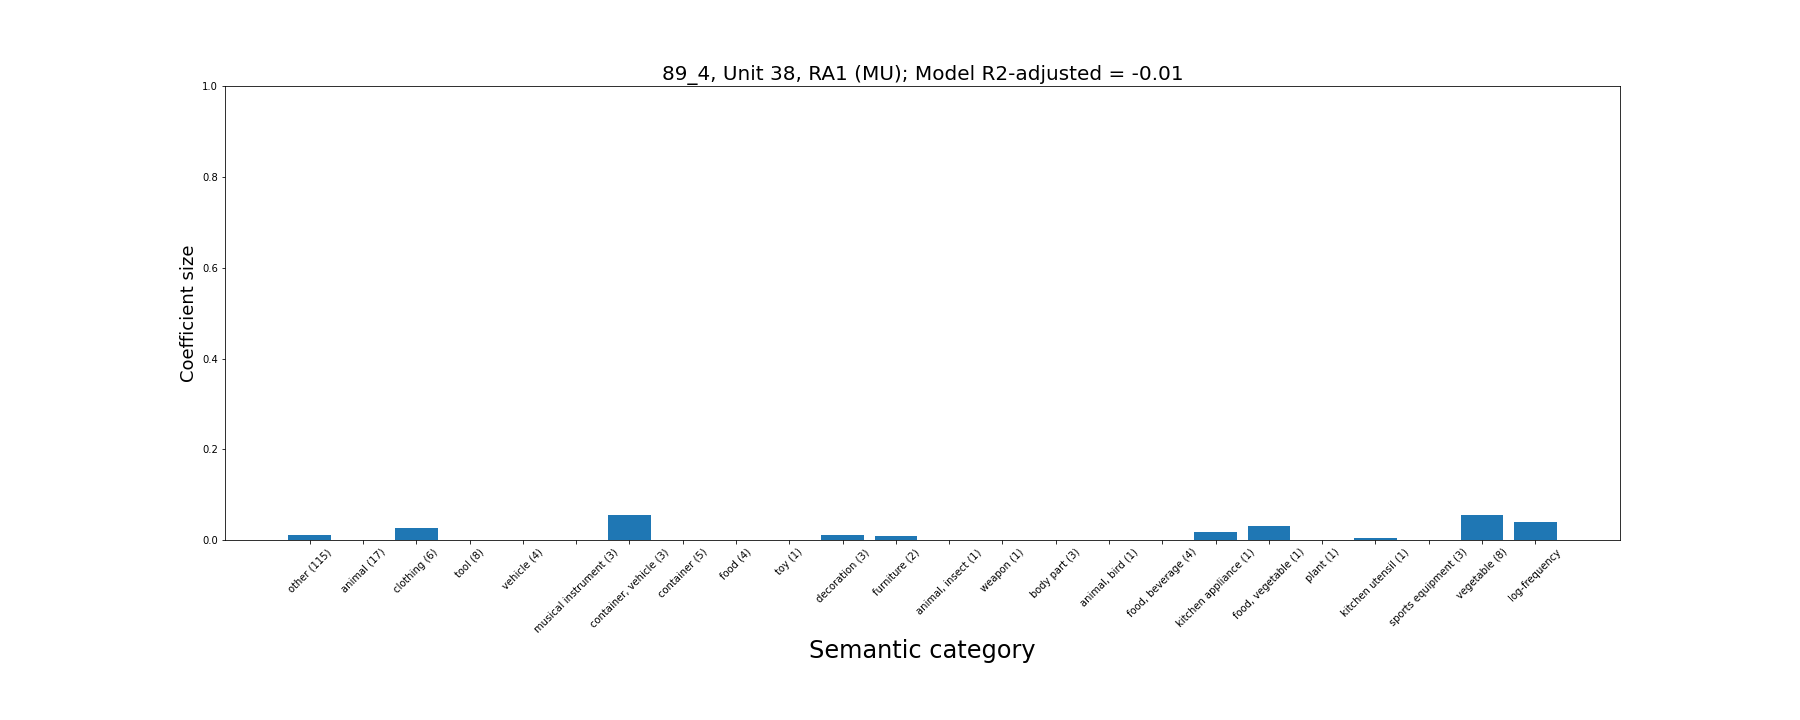 89_4, Unit 38, RA1 (MU); Model R2-adjusted = -0.01
Coefficient size
1.0
0.8
0.6
0.4
0.2
0.0
other (115)
animal (17)
clothing (6)
tool (8)
vehicle (4)
musical instrument (3)
container, vehicle (3)
container (5)
food (4)
toy (1)
decoration (3)
furniture (2)
animal, insect (1)
weapon (1)
body part (3)
animal, bird (1)
food, beverage (4)
kitchen appliance (1)
food, vegetable (1)
plant (1)
kitchen utensil (1)
sports equipment (3)
vegetable (8)
log-frequency
Semantic category